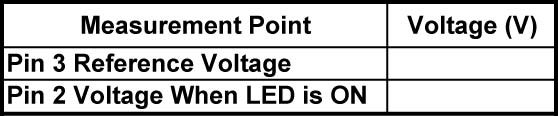 Measurement Point Voltage (V)
Pin 3 Reference Voltage
Pin 2 Voltage When LED is ON